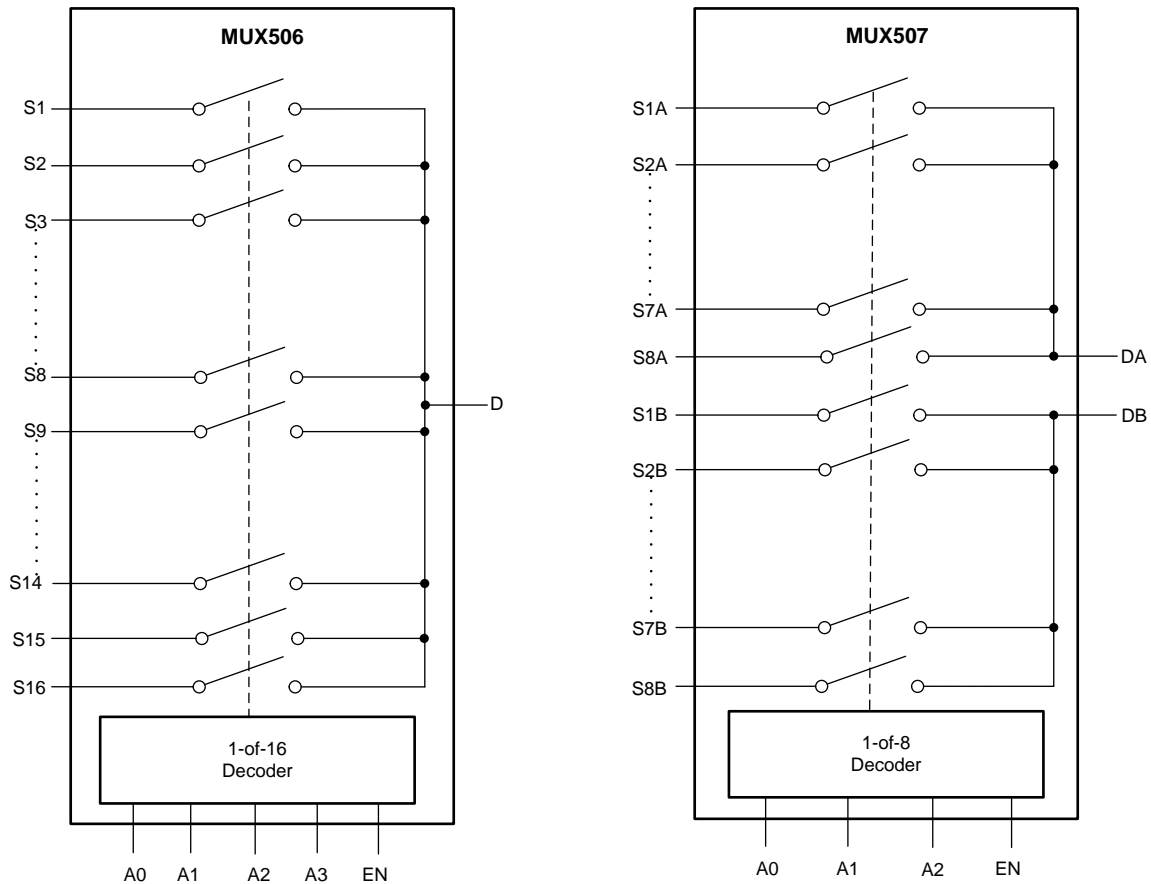 MUX506
S1
S2
S3
S8
S9
S14
S15
S16
D
1-of-16
Decoder
A0 A1 A2 A3 EN
MUX507
S1A
S2A
S7A
S8A
S1B
S2B
S7B
S8B
DA
DB
1-of-8
Decoder
A0 A1 A2 EN